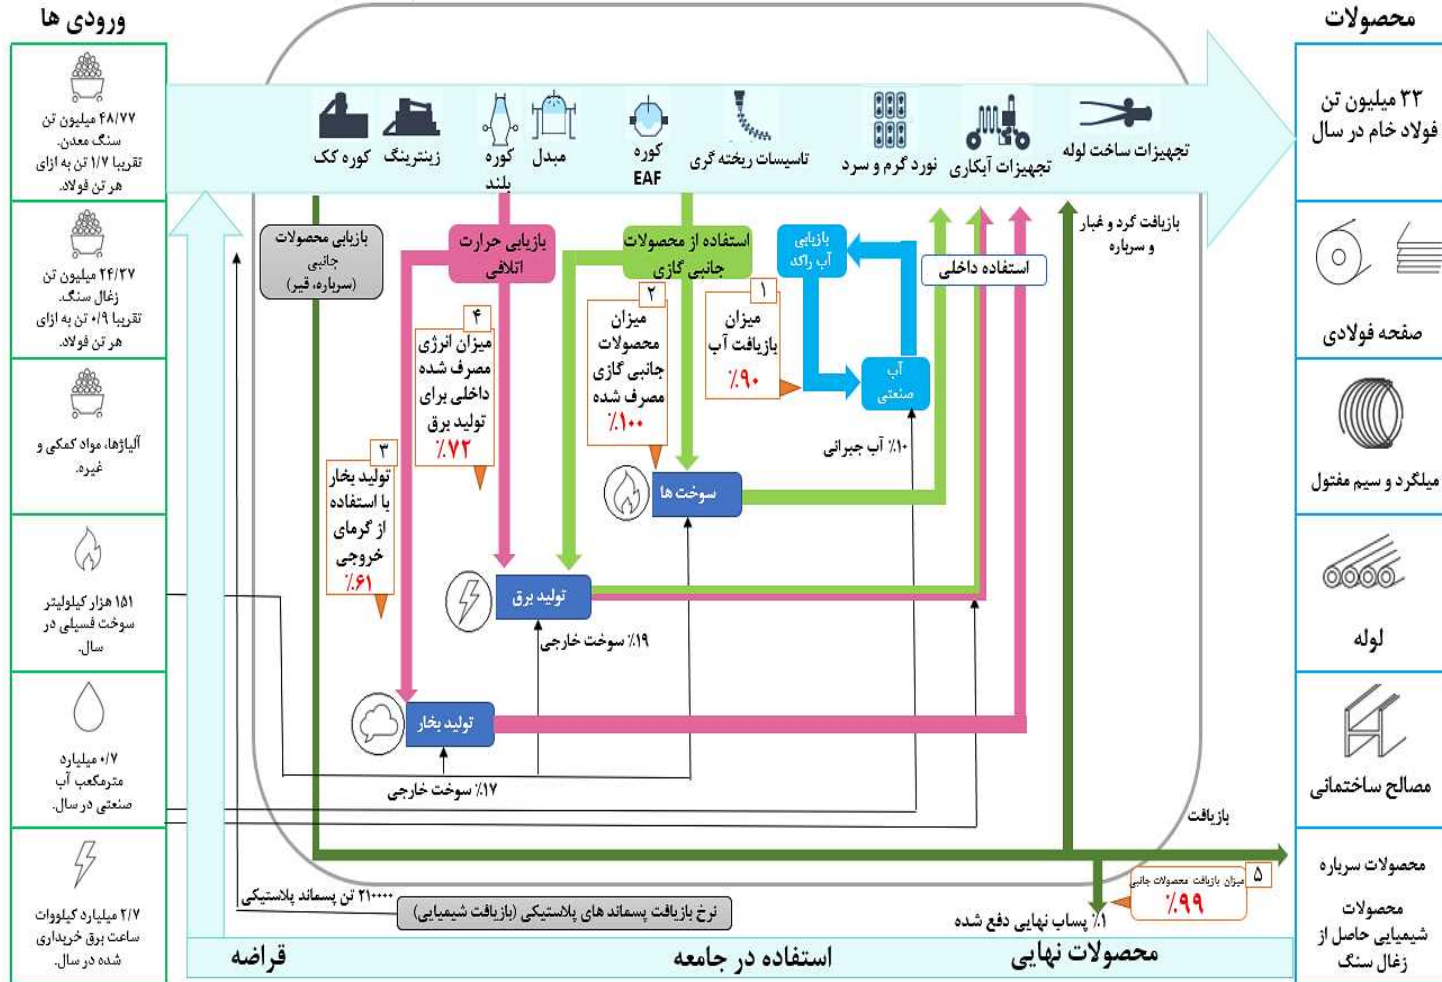 ورودی ها
۴۸/۷۷ میلیون تن
سنگ معدن.
تقریبا ۱/۷ تن به ازای
هر تن فولاد.
۲۴/۲۷ میلیون تن
زغال سنگ.
تقریبا ۰/۹ تن به ازای
هر تن فولاد.
آلیاژها، مواد کمکی و
غیره.
۱۵۱ هزار کیلولیتر
سوخت فسیلی در
سال.
۰/۷ میلیارد
مترمکعب آب
صنعتی در سال.
۲/۷ میلیارد کیلووات
ساعت برق خریداری
شده در سال.
کوره کک
زینترینگ
کوره
بلند
مبدل
کوره
EAF
تاسیسات ریخته گری
نورد گرم و سرد
تجهیزات آبکاری
تجهیزات ساخت لوله
بازیابی محصولات
جانبی
(سرباره، قیر)
بازیابی حرارت
اتلافی
استفاده از محصولات
جانبی گازی
بازیابی
آب راکد
استفاده داخلی
بازیافت گرد و غبار
و سرباره
۱
میزان
بازیافت آب
٪۹۰
آب
صنعتی
٪۱۰ آب جبرانی
۲
میزان
محصولات
جانبی گازی
مصرف شده
٪۱۰۰
۴
میزان انرژی
مصرف شده
داخلی برای
تولید برق
٪۷۲
۳
تولید بخار
با استفاده
از گرمای
خروجی
٪۶۱
سوخت ها
تولید برق
٪۱۹ سوخت خارجی
تولید بخار
٪۱۷ سوخت خارجی
بازیافت
۵
میزان بازیافت محصولات جانبی
٪۹۹
٪۱ پساب نهایی دفع شده
۲۱۰۰۰۰ تن پسماند پلاستیکی
نرخ بازیافت پسماند های پلاستیکی (بازیافت شیمیایی)
قراضه
استفاده در جامعه
محصولات نهایی
محصولات
۳۳ میلیون تن
فولاد خام در سال
صفحه فولادی
میلگرد و سیم مفتول
لوله
مصالح ساختمانی
محصولات سرباره
محصولات
شیمیایی حاصل از
زغال سنگ